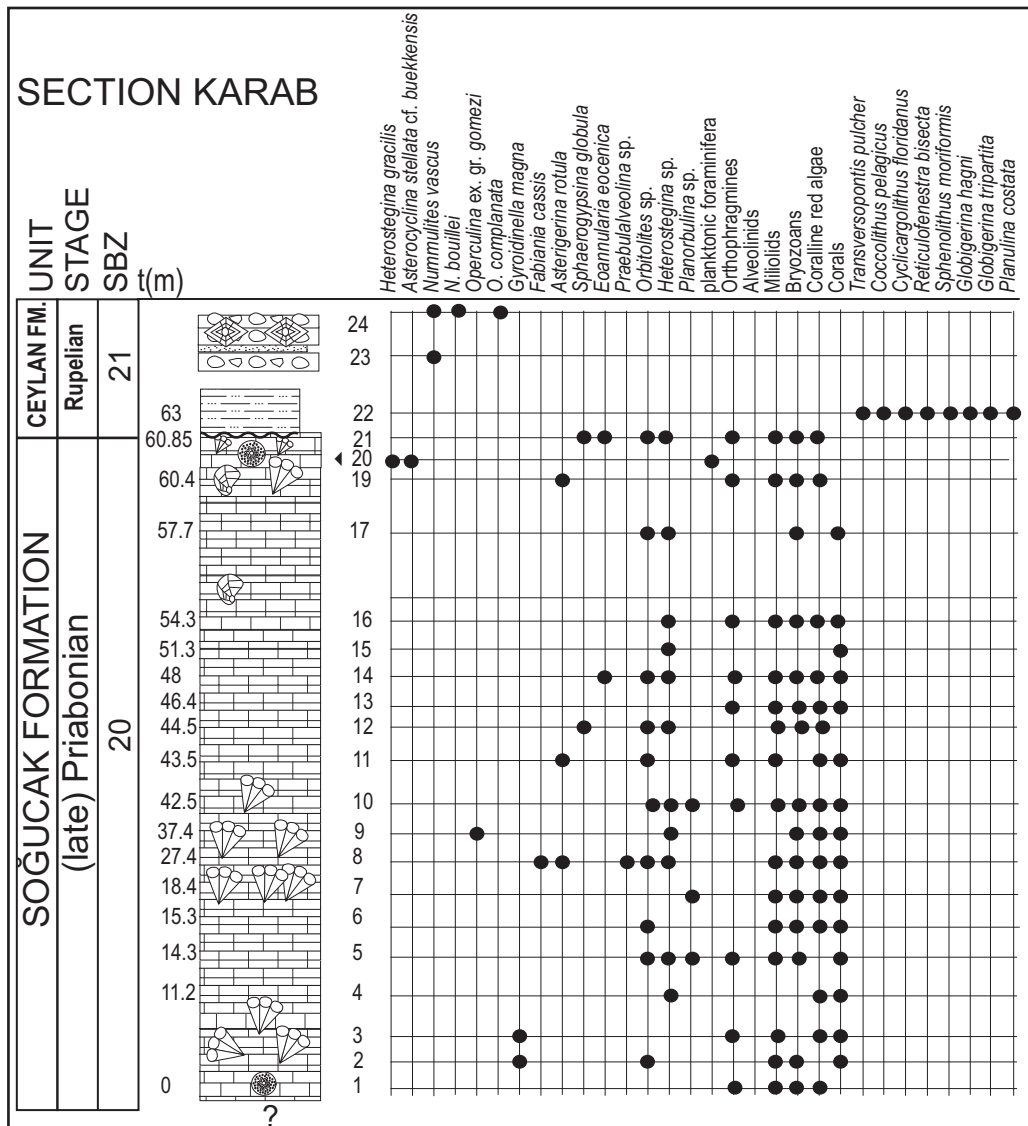 SECTION KARAB
UNIT
STAGE
SBZ
t(m)
Heterostegina gracilis
Asterocyclina stellata cf. buekkensis
Nummulites vascus
N. bouillei
Operculina ex. gr. gomezi
O. complanata
Gyroidinella magna
Fabiania cassis
Asterigerina rotula
Sphaenogypsina globula
Eoannularia eocenica
Praebulalveolina sp.
Orbitolites sp.
Heterostegina sp.
Planorbulina sp.
planktonic foraminifera
Orthophragmines
Alveolinids
Miliolids
Bryozoans
Coralline red algae
Corals
Transversopontis pulcher
Coccolithus pelagicus
Cyclicargolithus floridanus
Reticulofenestra bisecta
Sphenolithus moriformis
Globigerina hagni
Globigerina tripartita
Planulina costata
CEYLAN FM.
Rupelian
21
SOĞUCAK FORMATION
(late) Priabonian
20
24
23
63 22
60.85 21
20
60.4 19
57.7 17
54.3 16
51.3 15
48 14
46.4 13
44.5 12
43.5 11
42.5 10
37.4 9
27.4 8
18.4 7
15.3 6
14.3 5
11.2 4
3
2
0 1
?